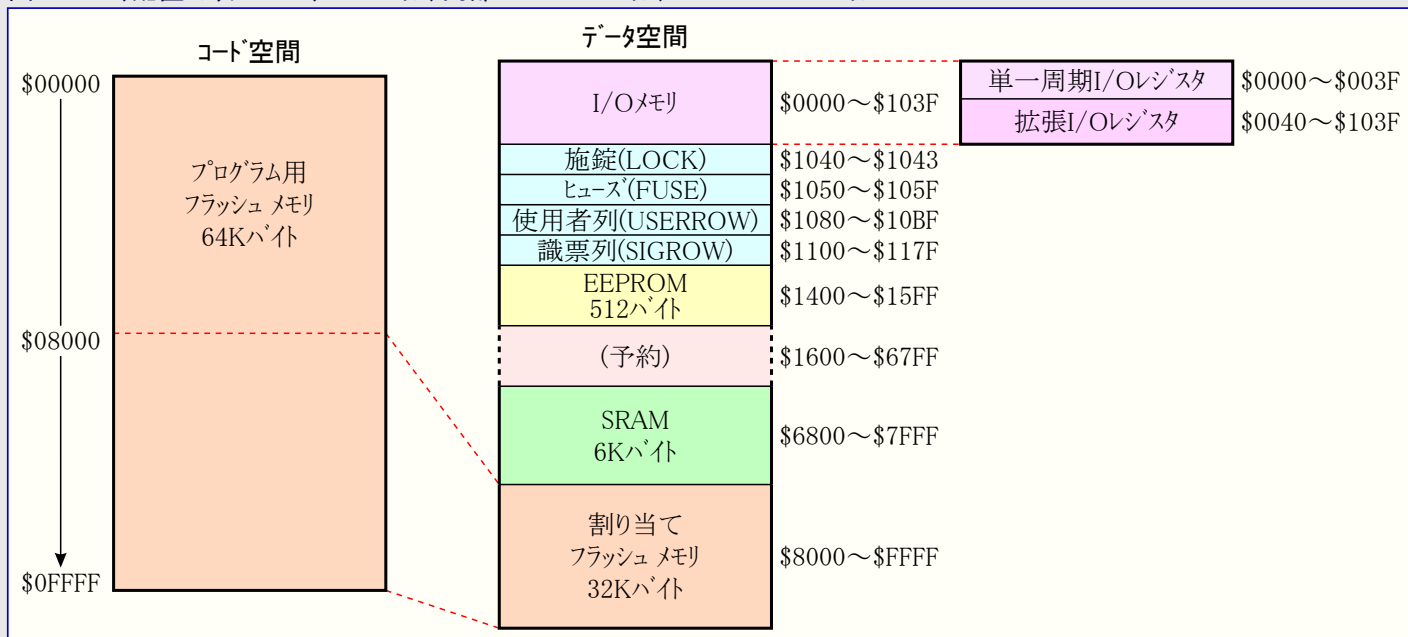 コード空間
$00000
プログラム用
フラッシュ メモリ
64Kバイト
$08000
$0FFFF
データ空間
I/Oメモリ
$0000～$103F
施錠(LOCK)
$1040～$1043
ヒューズ(FUSE)
$1050～$105F
使用者列(USERROW)
$1080～$10BF
識票列(SIGROW)
$1100～$117F
EEPROM
512バイト
$1400～$15FF
(予約)
$1600～$67FF
SRAM
6Kバイト
$6800～$7FFF
割り当て
フラッシュ メモリ
32Kバイト
$8000～$FFFF
単一周期I/Oレジスタ
$0000～$003F
拡張I/Oレジスタ
$0040～$103F